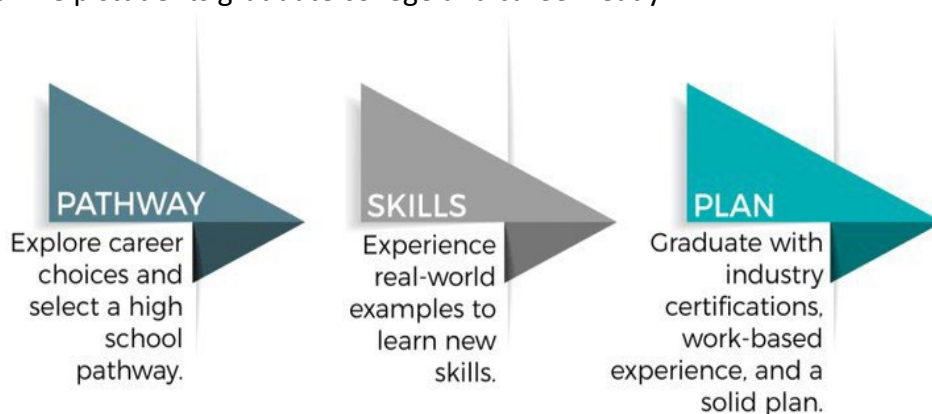 PATHWAY
Explore career
choices and
select a high
school
pathway.
SKILLS
Experience
real-world
examples to
learn new
skills.
PLAN
Graduate with
industry
certifications,
work-based
experience, and a
solid plan.